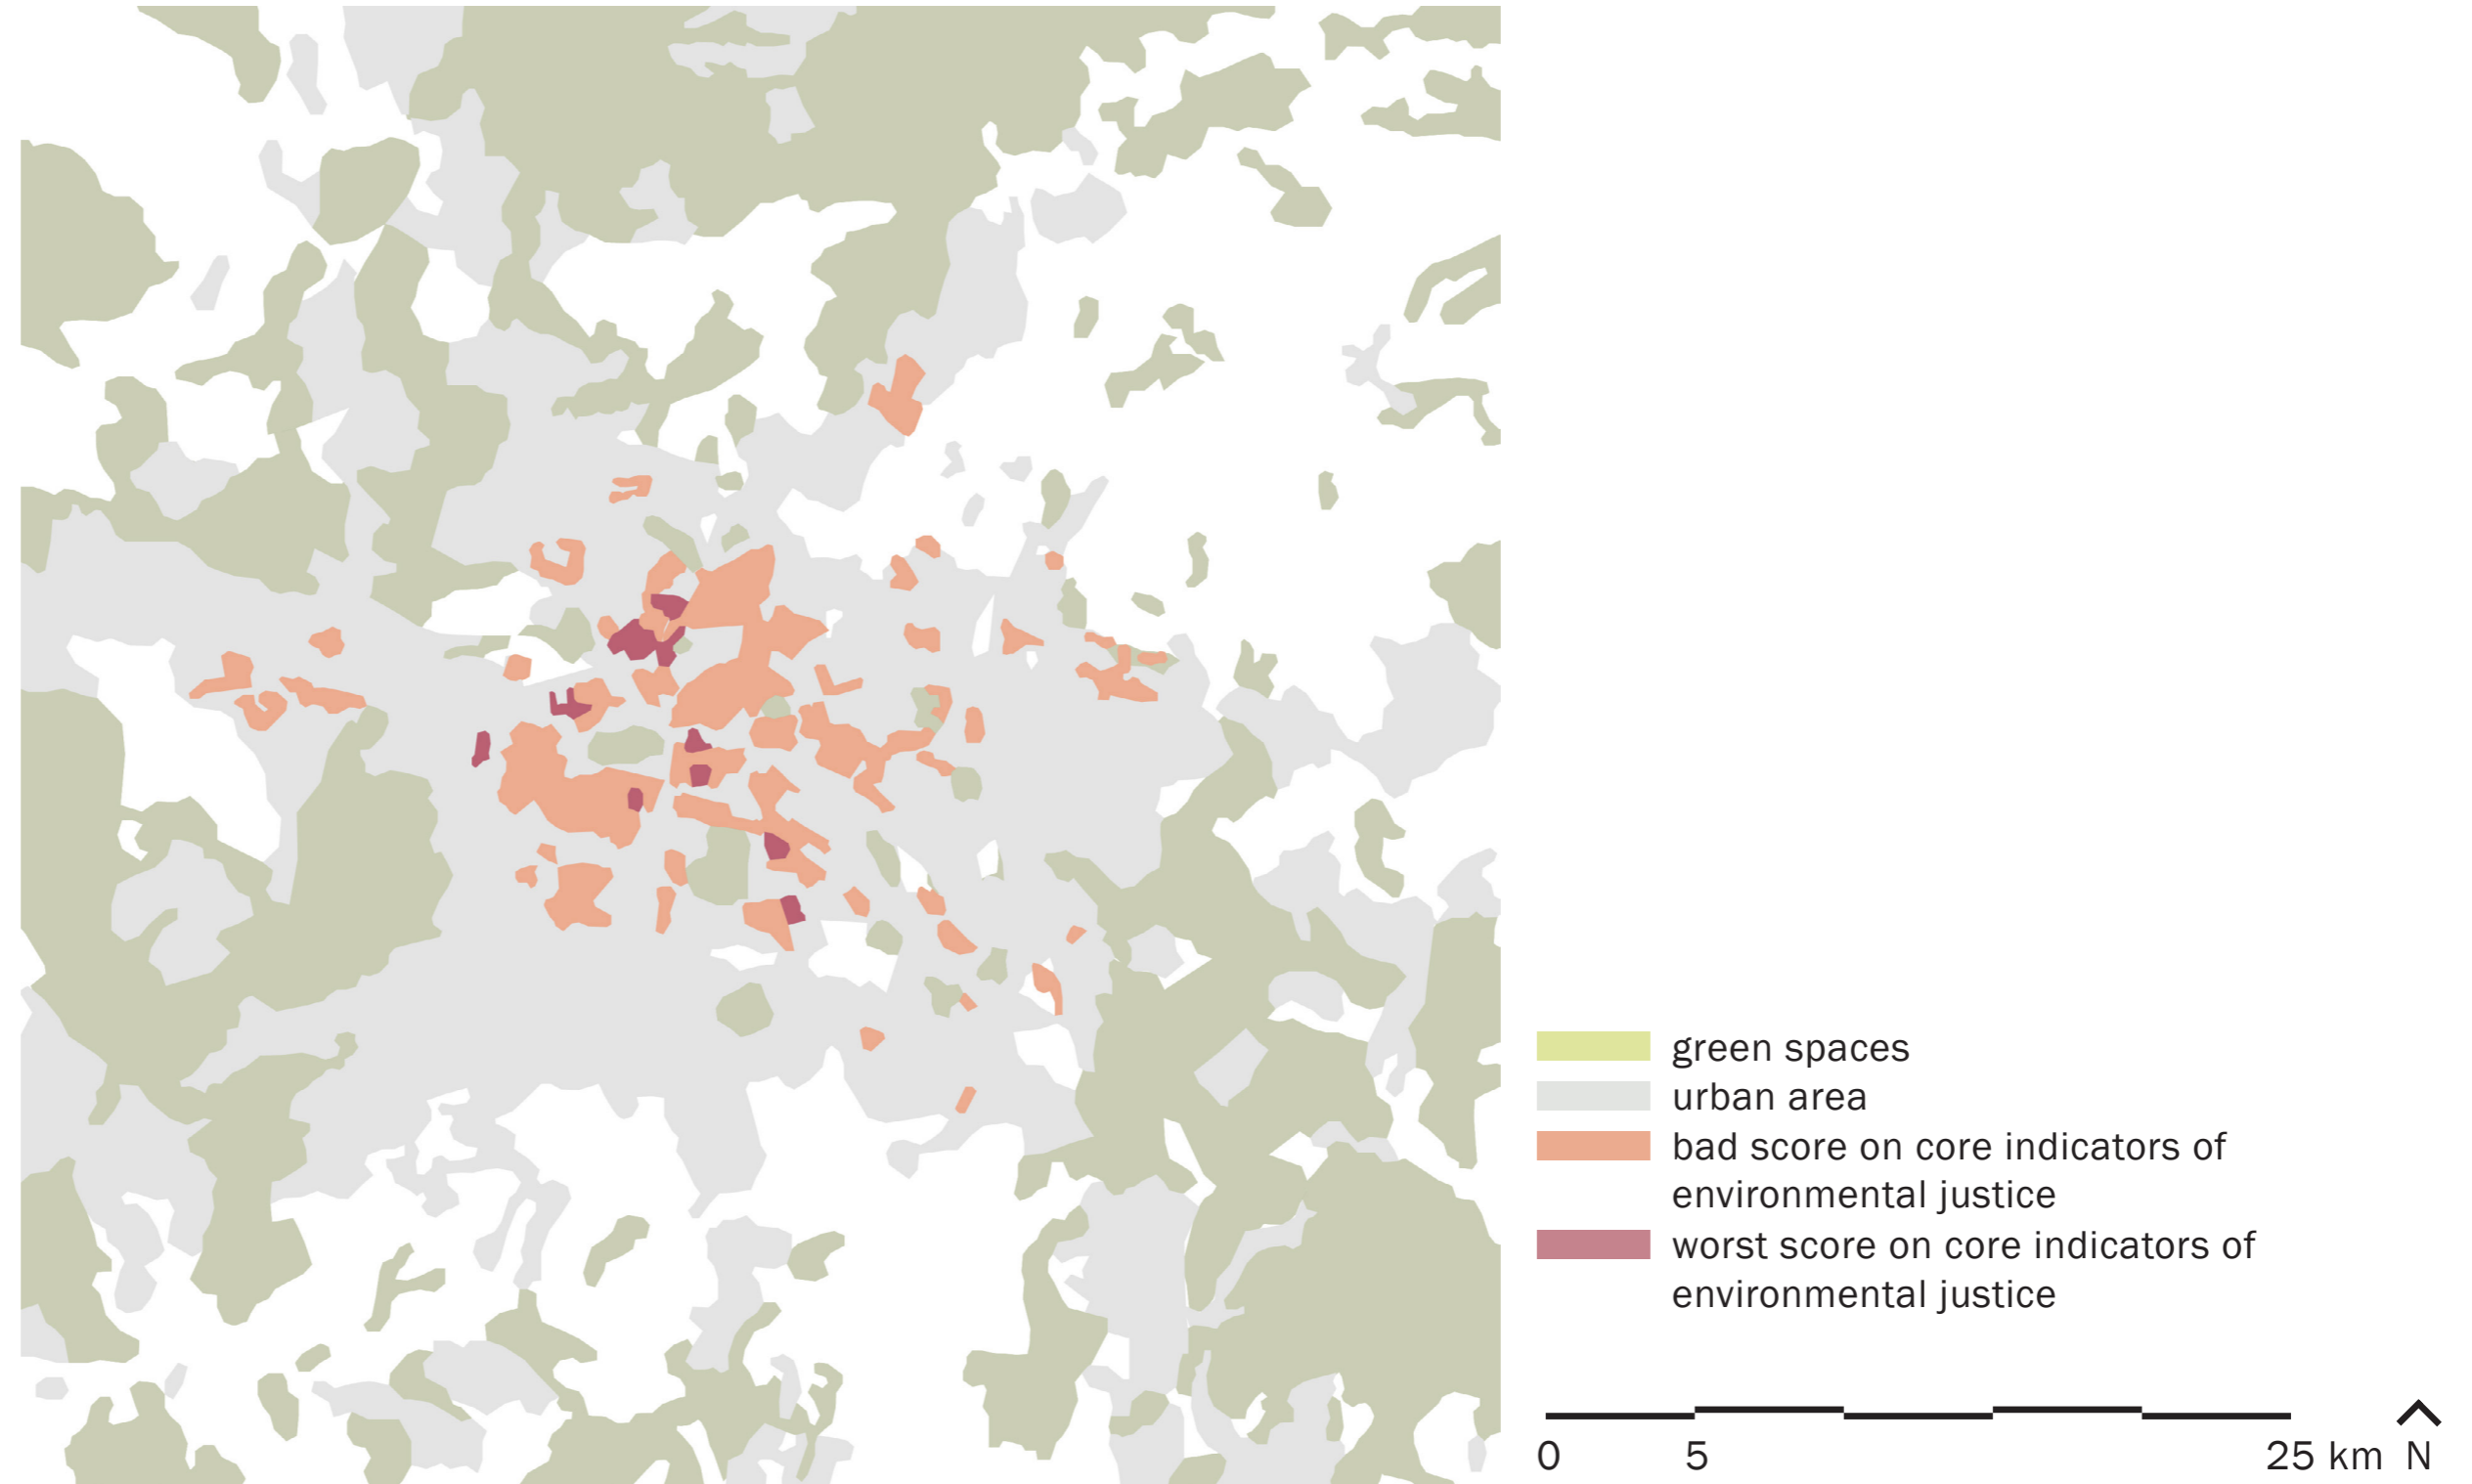 green spaces
urban area
bad score on core indicators of
environmental justice
worst score on core indicators of
environmental justice
0 5 25 km N